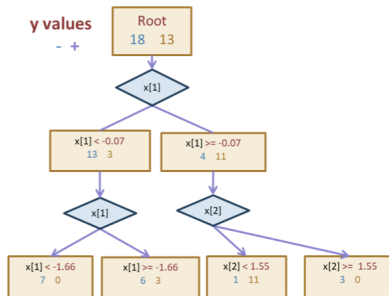 y values
- +
Root
18 13
x[1]
x[1] < -0.07
13 3
x[1] >= -0.07
4 11
x[1]
x[2]
x[1] < -1.66
7 0
x[1] >= -1.66
6 3
x[2] < 1.55
1 11
x[2] >= 1.55
3 0